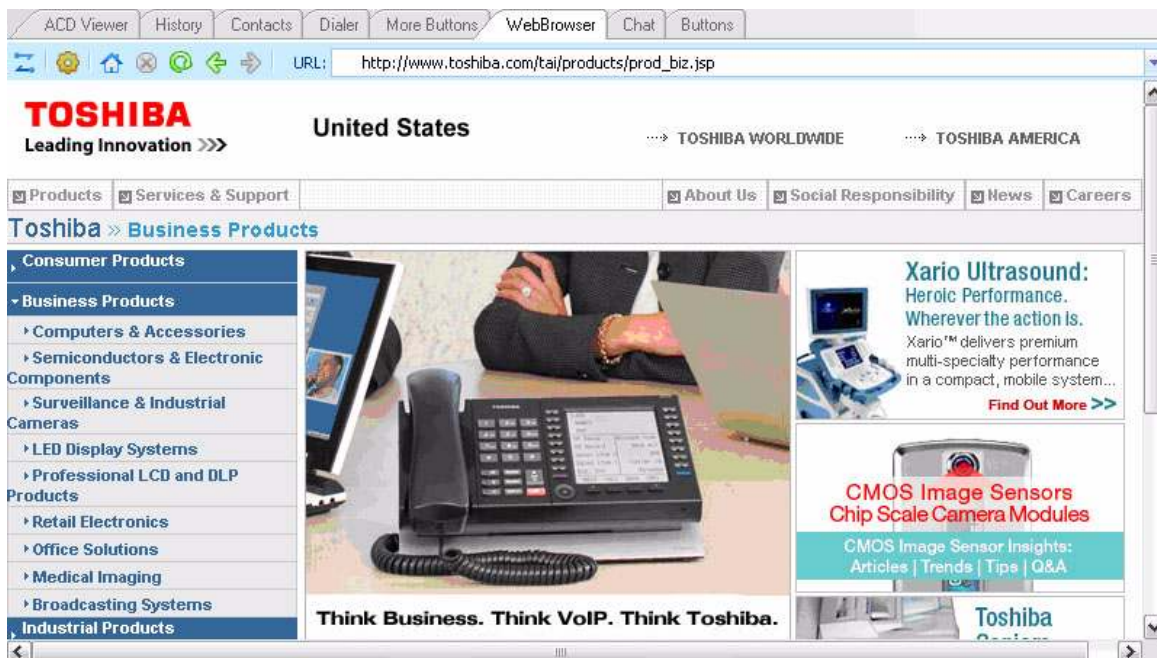 ACD Viewer History Contacts Dialer More Buttons WebBrowser Chat Buttons
URL: http://www.toshiba.com/tai/products/prod_biz.jsp
TOSHIBA
Leading Innovation >>>
United States
TOSHIBA WORLDWIDE TOSHIBA AMERICA
Products Services & Support About Us Social Responsibility News Careers
Toshiba » Business Products
Consumer Products
Business Products
Computers & Accessories
Semiconductors & Electronic
Components
Surveillance & Industrial
Cameras
LED Display Systems
Professional LCD and DLP
Products
Retail Electronics
Office Solutions
Medical Imaging
Broadcasting Systems
Industrial Products
TOSHIBA
Think Business. Think VoIP. Think Toshiba.
Xario Ultrasound:
Heroic Performance.
Wherever the action is.
Xario™ delivers premium
multi-specialty performance
in a compact, mobile system...
Find Out More >>
CMOS Image Sensors
Chip Scale Camera Modules
CMOS Image Sensor Insights:
Articles | Trends | Tips | Q&A
Toshiba